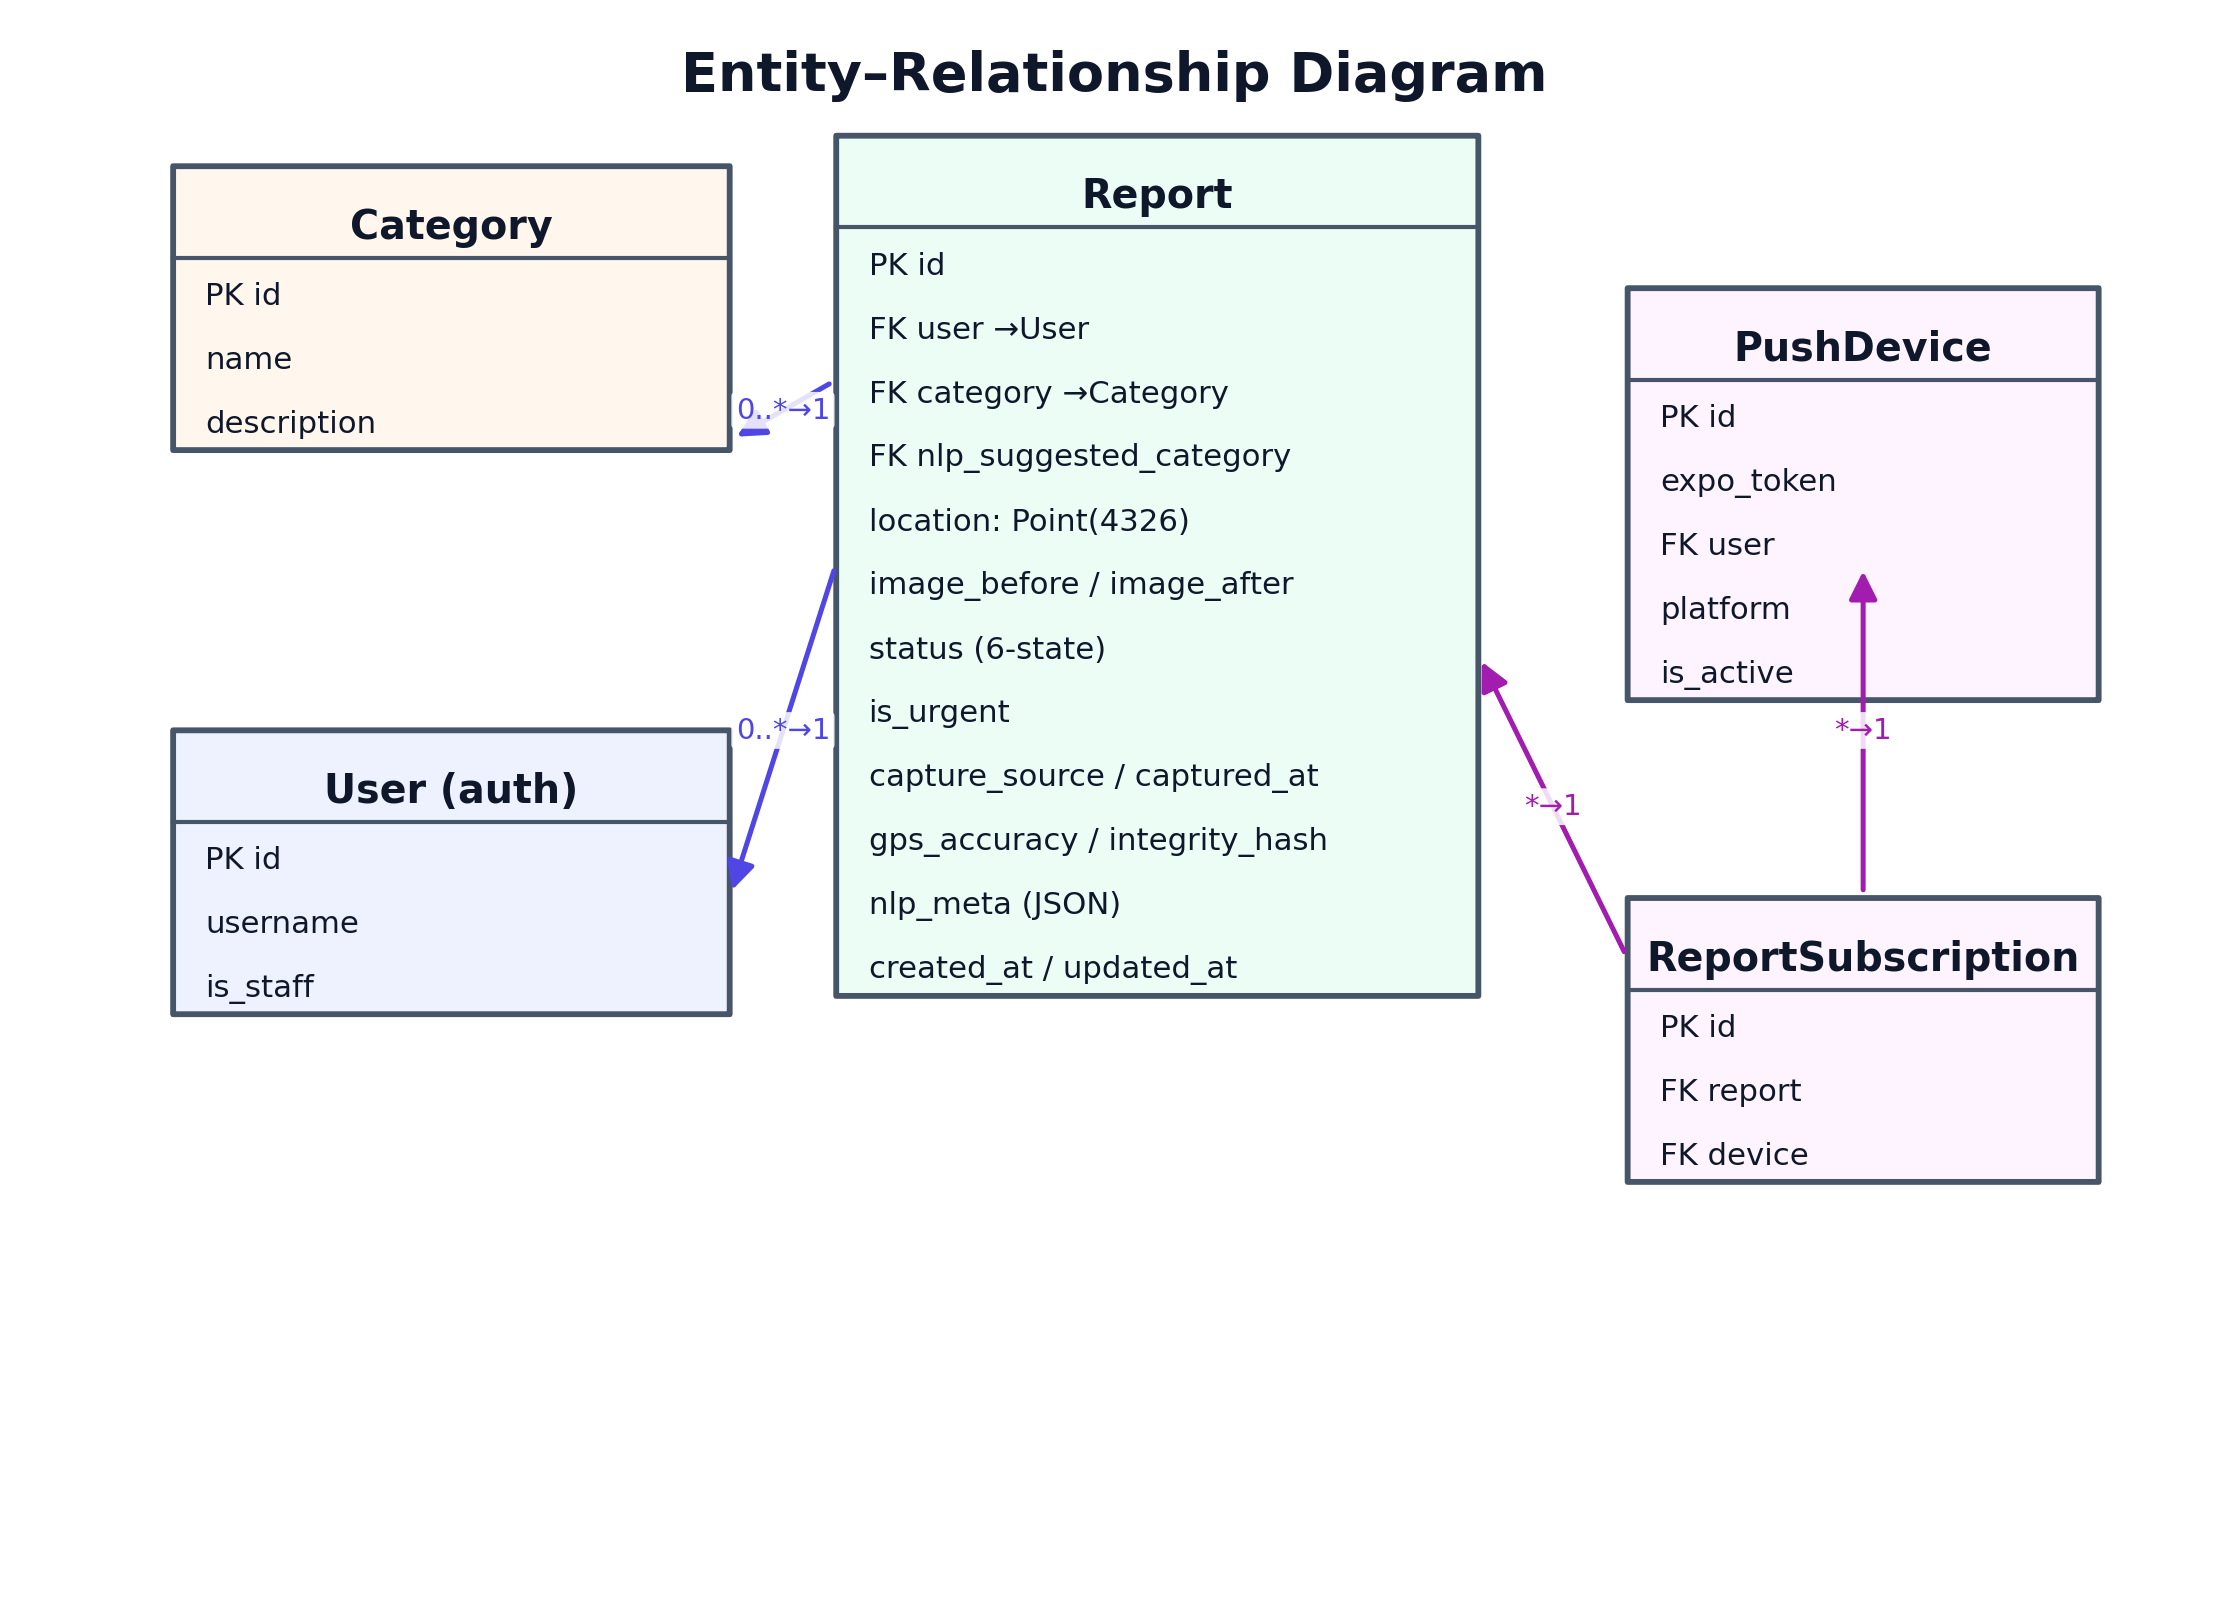 Entity–Relationship Diagram
Category
PK id
name
description
User (auth)
PK id
username
is_staff
0..*→1
0..*→1
Report
PK id
FK user →User
FK category →Category
FK nlp_suggested_category
location: Point(4326)
image_before / image_after
status (6-state)
is_urgent
capture_source / captured_at
gps_accuracy / integrity_hash
nlp_meta (JSON)
created_at / updated_at
*→1
PushDevice
PK id
expo_token
FK user
platform
is_active
*→1
ReportSubscription
PK id
FK report
FK device